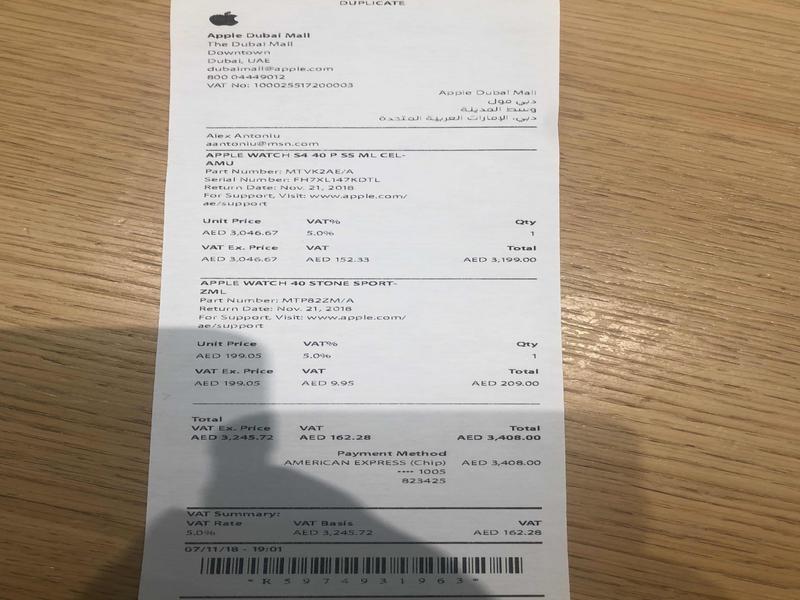 DUPLICATE
Apple Dubai Mall
The Dubai Mall
Downtown
Dubai, UAE
dubaimall@apple.com
800 04449012
VAT No: 100025517200003
Apple Dubai Mall
دبي مول
وسط المدينة
دبي، الإمارات العربية المتحدة
Alex Antoniu
aantoniu@msn.com
APPLE WATCH S4 40 P SS ML CEL-
AMU
Part Number: MTVK2AE/A
Serial Number: FH7XL147KDTL
Return Date: Nov. 21, 2018
For Support, Visit: www.apple.com/
ae/support
Unit Price VAT% Qty
AED 3,046.67 5.0% 1
VAT Ex. Price VAT Total
AED 3,046.67 AED 152.33 AED 3,199.00
APPLE WATCH 40 STONE SPORT-
ZML
Part Number: MTP82ZM/A
Return Date: Nov. 21, 2018
For Support, Visit: www.apple.com/
ae/support
Unit Price VAT% Qty
AED 199.05 5.0% 1
VAT Ex. Price VAT Total
AED 199.05 AED 9.95 AED 209.00
Total
VAT Ex. Price VAT Total
AED 3,245.72 AED 162.28 AED 3,408.00
Payment Method
AMERICAN EXPRESS (Chip) AED 3,408.00
•••• 1005
823425
VAT Summary:
VAT Rate VAT Basis VAT
5.0% AED 3,245.72 AED 162.28
07/11/18 - 19:01
*R5974931963*